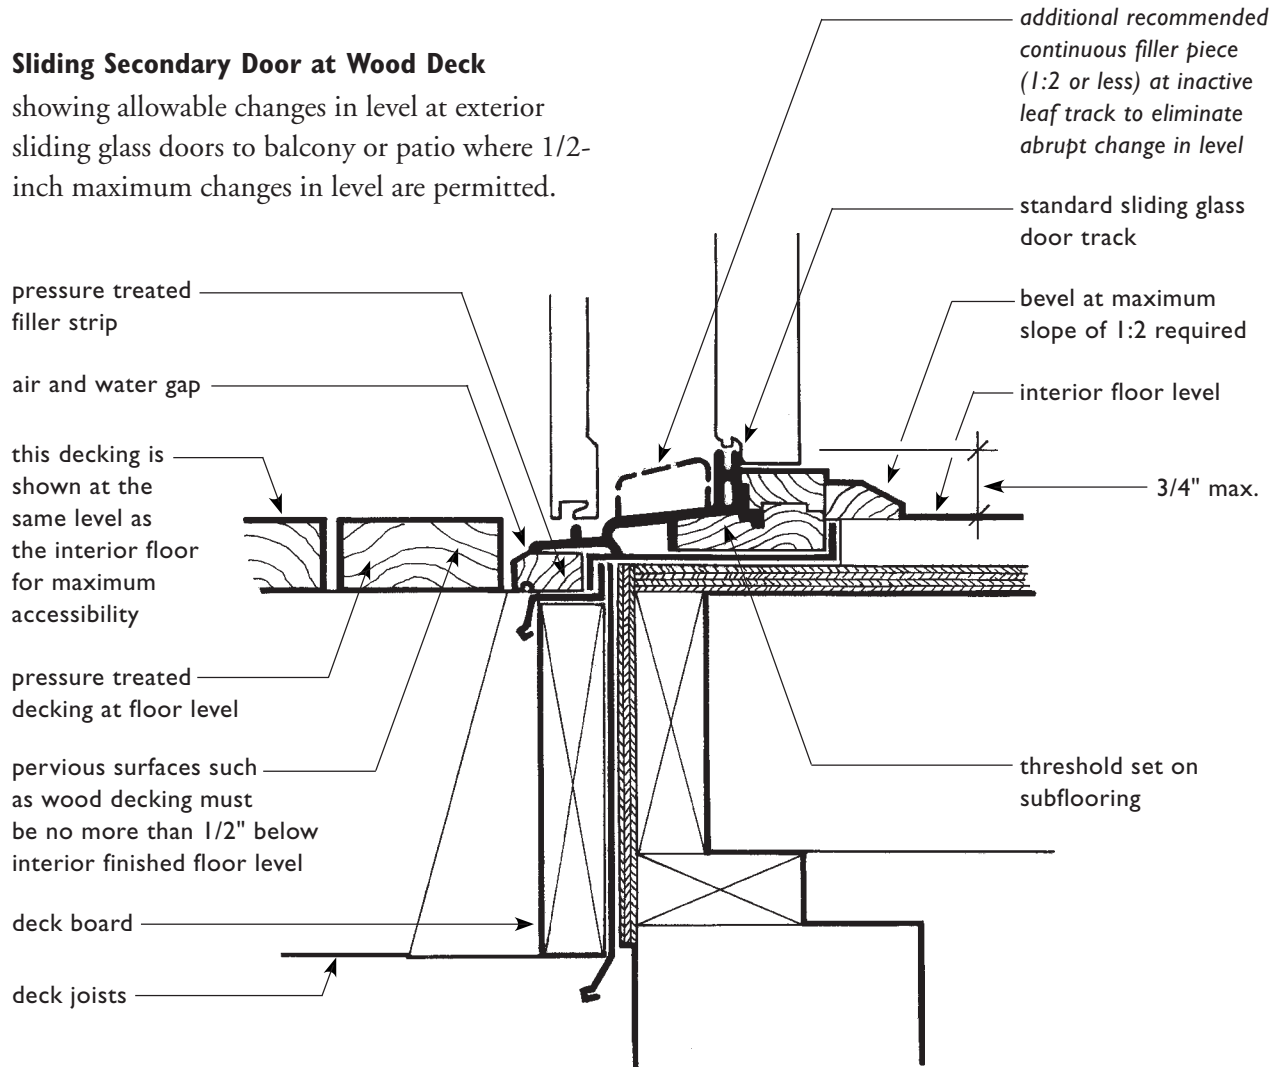 Sliding Secondary Door at Wood Deck
showing allowable changes in level at exterior
sliding glass doors to balcony or patio where 1/2-
inch maximum changes in level are permitted.
pressure treated
filler strip
air and water gap
this decking is
shown at the
same level as
the interior floor
for maximum
accessibility
pressure treated
decking at floor level
pervious surfaces such
as wood decking must
be no more than 1/2" below
interior finished floor level
deck board
deck joists
additional recommended
continuous filler piece
(1:2 or less) at inactive
leaf track to eliminate
abrupt change in level
standard sliding glass
door track
bevel at maximum
slope of 1:2 required
interior floor level
3/4" max.
threshold set on
subflooring